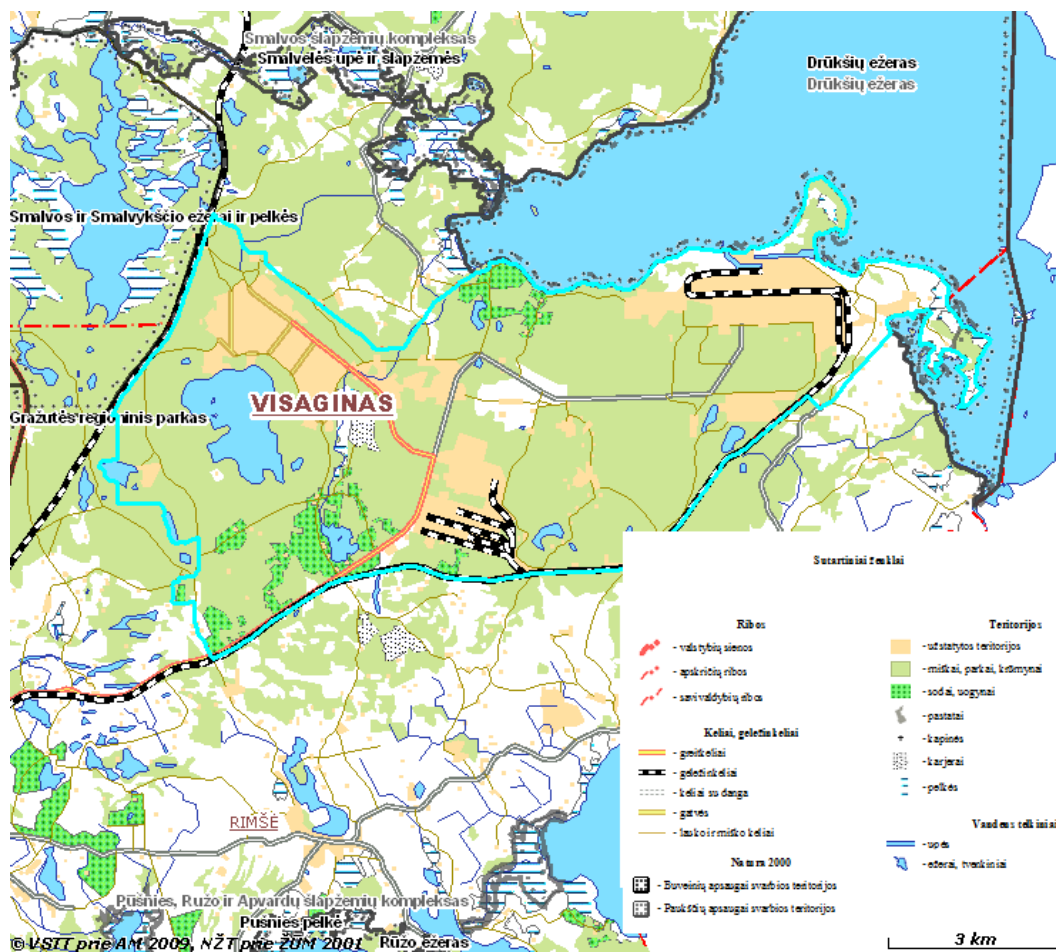 Smalvos šlapžemių kompleksas
Smalvelės upė ir šlapžemės
Drūkšių ežeras
Drūkšių ežeras
Smalvos ir Smalvykščio ežerai ir pelkės
VISAGINAS
Gražutės regioninis parkas
Sutartiniai ženklai
Ribos
- valstybių sienos
- apskričių ribos
- savivaldybių ribos
Keliai, geležinkeliai
- greitkeliai
- geležinkeliai
- keliai su danga
- gatvės
- lauko ir miško keliai
Natura 2000
- Buveinių apsaugai svarbios teritorijos
- Paukščių apsaugai svarbios teritorijos
Teritorijos
- užstatytos teritorijos
- miškai, parkai, krūmynai
- sodai, uogynai
- pastatai
- kapinės
- karjerai
- pelkės
Vandens telkiniai
- upės
- ežerai, tvenkiniai
RIMŠĖ
Pūsnies, Ružo ir Apvardų šlapžemių kompleksas
Pūsnies pelkė
Rūžo ežeras
© VSTT prie AM 2009, NŽT prie ŽŪM 2001
3 km